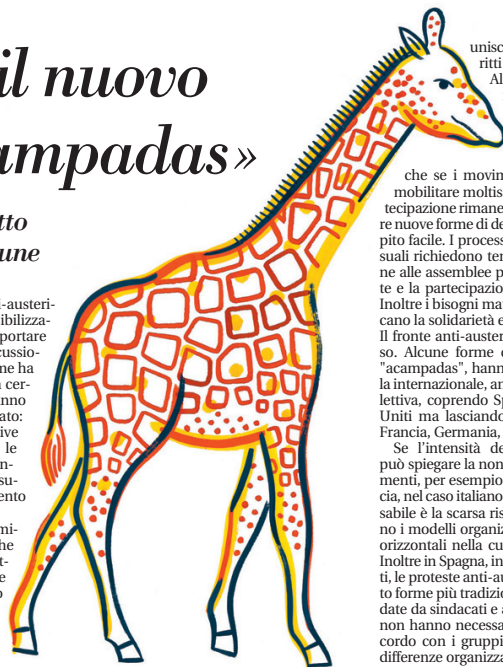 il nuovo
ampadas»
tto
une
i-austeri-
ibilizza-
portare
cussio-
ne ha
cer-
nno
ato:
ive
le
n-
su-
ento
mi-
he
t-
e
unisc
ritti
Al
che se i movin
mobilitare moltis
tecipazione rimane
re nuove forme di de
pito facile. I process
suali richiedono ter
ne alle assemblee p
te e la partecipazio
Inoltre i bisogni mat
cano la solidarietà e
Il fronte anti-auster
so. Alcune forme d
"acampadas", hann
la internazionale, an
lettiva, coprendo Sp
Uniti ma lasciando
Francia, Germania,
Se l'intensità de
può spiegare la non
menti, per esempio
cia, nel caso italiano
sabile è la scarsa ris
no i modelli organiz
orizzontali nella cu
Inoltre in Spagna, in
ti, le proteste anti-au
to forme più tradizio
date da sindacati e a
non hanno necessa
cordo con i gruppi
differenze organizza